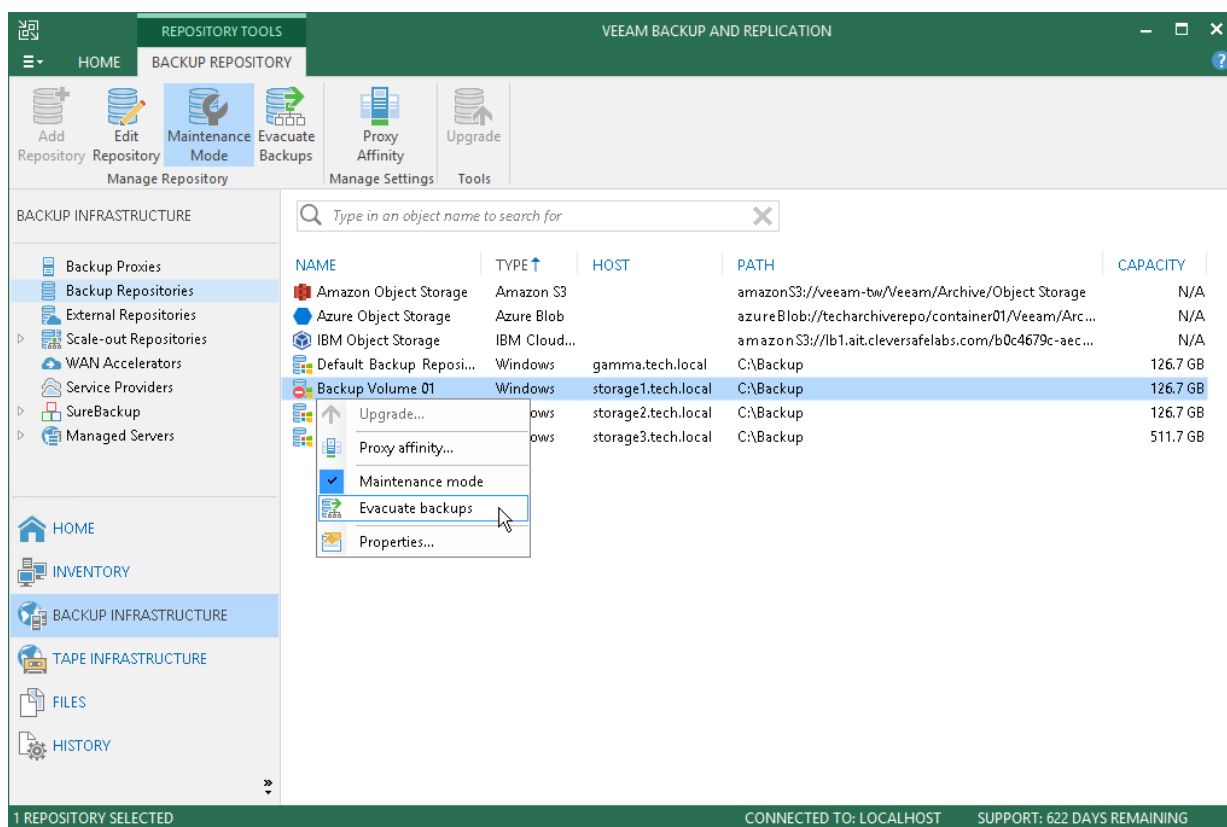 REPOSITORY TOOLS VEEAM BACKUP AND REPLICATION
HOME BACKUP REPOSITORY
Add Repository Edit Repository Maintenance Mode Evacuate Backups Proxy Affinity Upgrade
Manage Repository Manage Settings Tools
BACKUP INFRASTRUCTURE
Type in an object name to search for
Backup Proxies
Backup Repositories
External Repositories
Scale-out Repositories
WAN Accelerators
Service Providers
SureBackup
Managed Servers
NAME TYPE HOST PATH CAPACITY
Amazon Object Storage Amazon S3 amazonS3://veeam-tw/Veeam/Archive/Object Storage N/A
Azure Object Storage Azure Blob azureBlob://techarchiverepo/container01/Veeam/Arc... N/A
IBM Object Storage IBM Cloud... amazonS3://lb1.ait.cleversafelabs.com/b0c4679c-aec... N/A
Default Backup Reposi... Windows gamma.tech.local C:\Backup 126.7 GB
Backup Volume 01 Windows storage1.tech.local C:\Backup 126.7 GB
ows storage2.tech.local C:\Backup 126.7 GB
ows storage3.tech.local C:\Backup 511.7 GB
Upgrade...
Proxy affinity...
Maintenance mode
Evacuate backups
Properties...
HOME
INVENTORY
BACKUP INFRASTRUCTURE
TAPE INFRASTRUCTURE
FILES
HISTORY
1 REPOSITORY SELECTED CONNECTED TO: LOCALHOST SUPPORT: 622 DAYS REMAINING